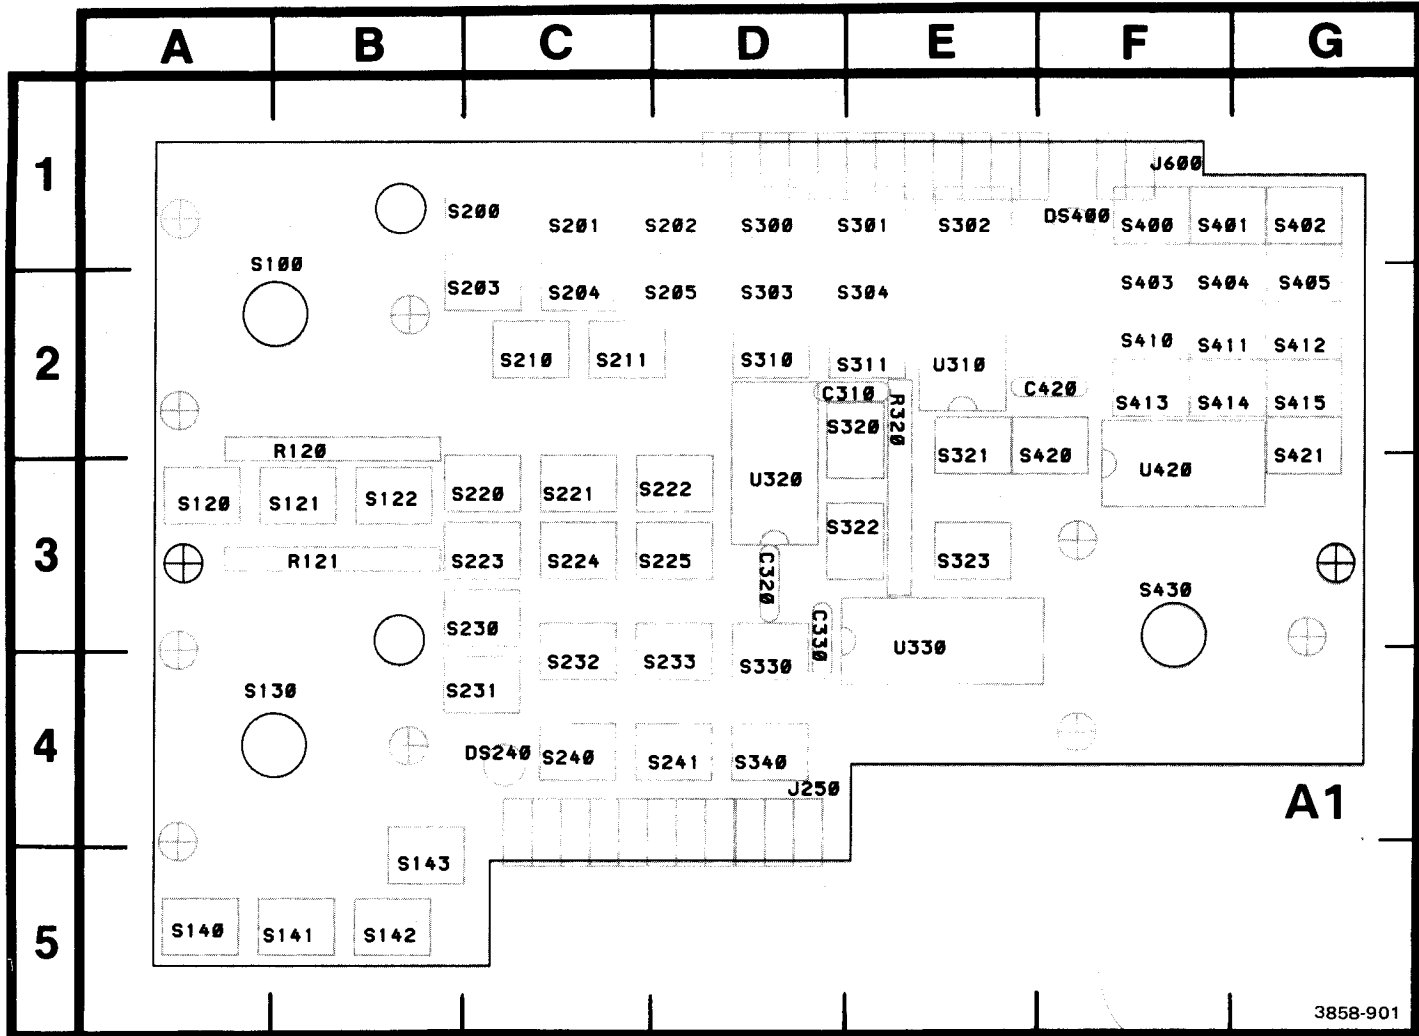 A B C D E F G
1
J600
S200 S201 S202 S300 S301 S302 DS400 S400 S401 S402
S100
S203 S204 S205 S303 S304 S403 S404 S405
2
S210 S211 S310 S311 U310 S410 S411 S412
C310 R320 C420 S413 S414 S415
R120 S320 S321 S420 U420 S421
S120 S121 S122 S220 S221 S222 U320
S322
3
R121 S223 S224 S225 C320 S323
S430
S230 C330 U330
S232 S233 S330
S130 S231
4
DS240 S240 S241 S340
J250
A1
S143
5
S140 S141 S142
3858-901